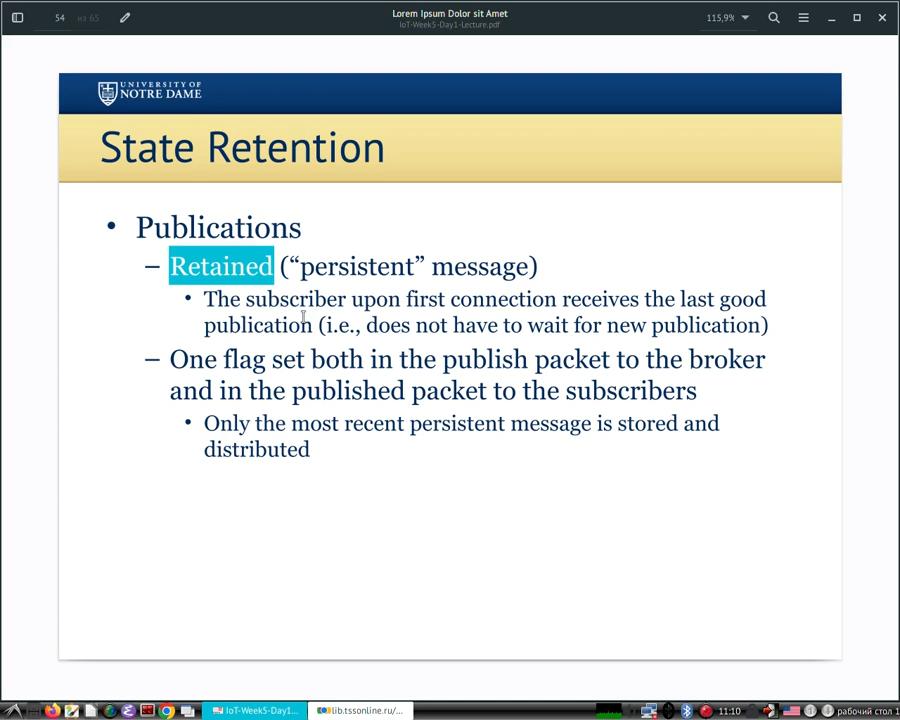 54 из 65
Lorem Ipsum Dolor sit Amet
IoT-Week5-Day1-Lecture.pdf
115,9%
UNIVERSITY OF
NOTRE DAME
State Retention
• Publications
– Retained (“persistent” message)
• The subscriber upon first connection receives the last good
publication (i.e., does not have to wait for new publication)
– One flag set both in the publish packet to the broker
and in the published packet to the subscribers
• Only the most recent persistent message is stored and
distributed
IoT-Week5-Day1...
lib.tssonline.ru/...
11:10
рабочий стол 1